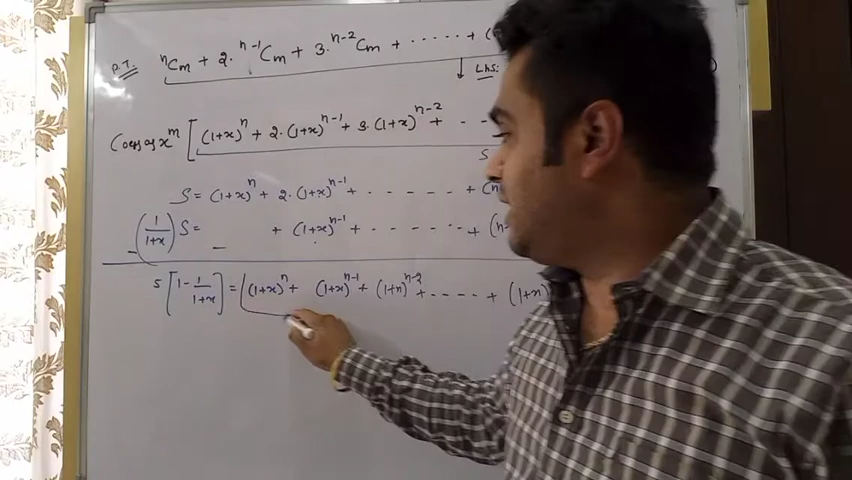 P.T. ⁿCm + 2·ⁿ⁻¹Cm + 3·ⁿ⁻²Cm + ······ + (
↓ LHS:
Coeff of xᵐ [(1+x)ⁿ + 2·(1+x)ⁿ⁻¹ + 3·(1+x)ⁿ⁻² + - -
S
S = (1+x)ⁿ + 2·(1+x)ⁿ⁻¹ + · - - - - - + (n
(1/(1+x)) S = + (1+x)ⁿ⁻¹ + · - - - - · · + (n-
S [1 - 1/(1+x)] = (1+x)ⁿ + (1+x)ⁿ⁻¹ + (1+x)ⁿ⁻² + - - - - + (1+x)